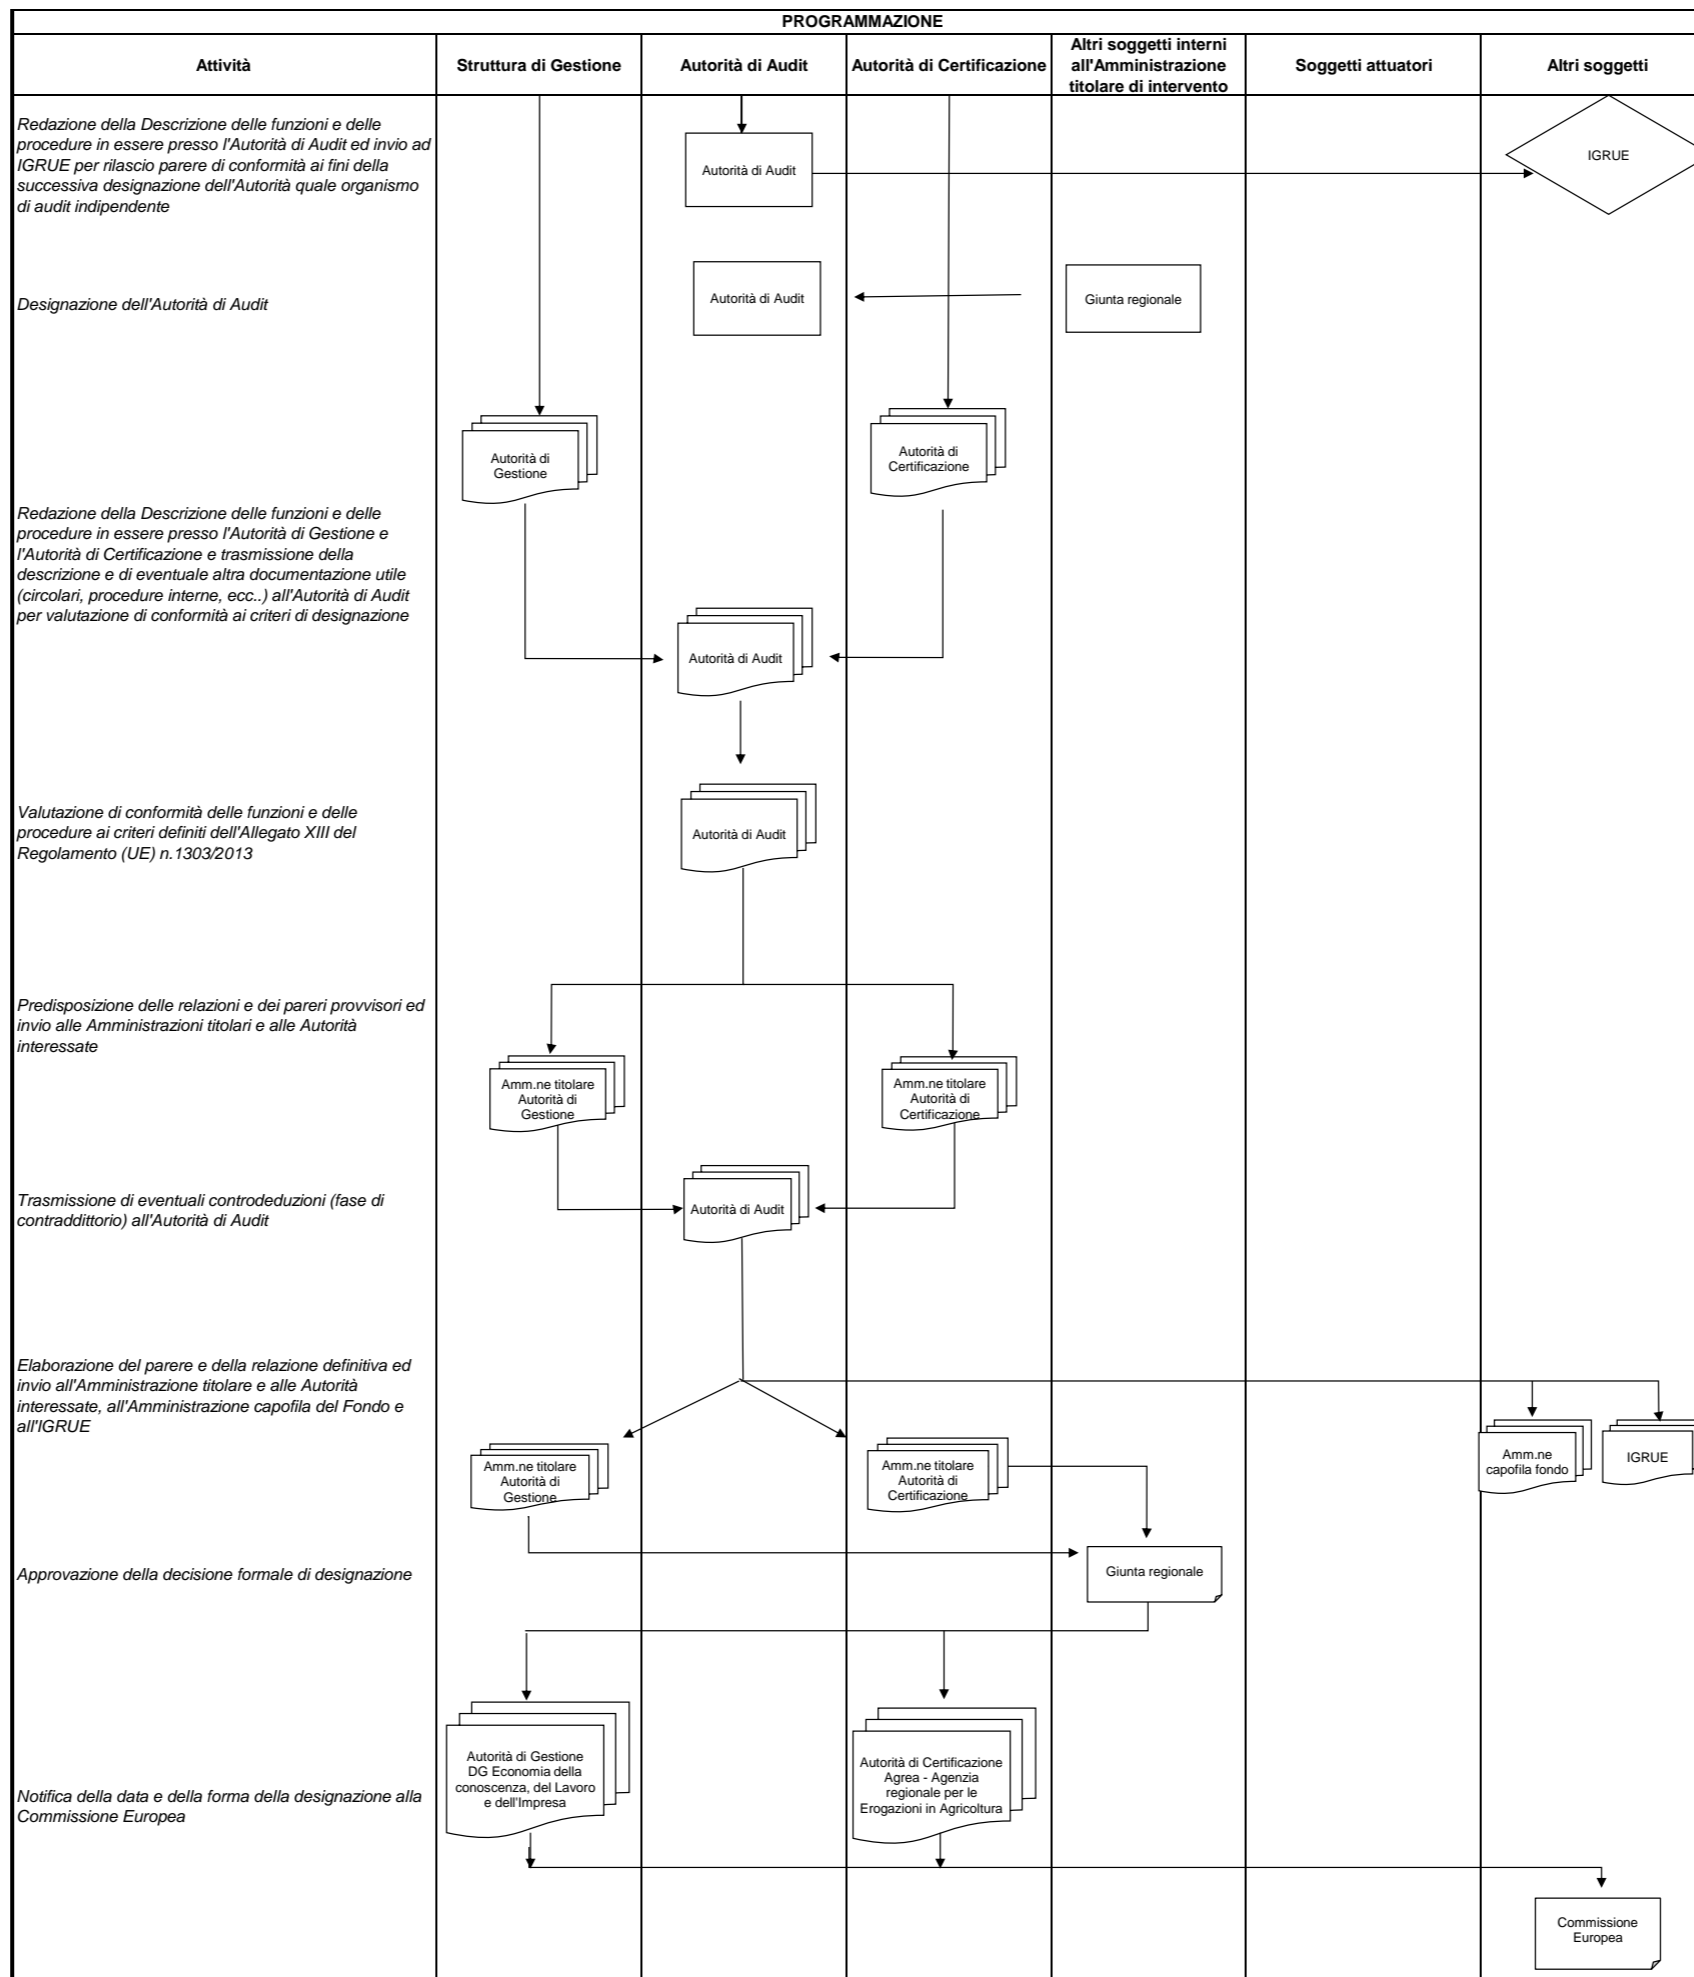 PROGRAMMAZIONE
Attività
Struttura di Gestione
Autorità di Audit
Autorità di Certificazione
Altri soggetti interni
all'Amministrazione
titolare di intervento
Soggetti attuatori
Altri soggetti
Redazione della Descrizione delle funzioni e delle
procedure in essere presso l'Autorità di Audit ed invio ad
IGRUE per rilascio parere di conformità ai fini della
successiva designazione dell'Autorità quale organismo
di audit indipendente
Autorità di Audit
IGRUE
Designazione dell'Autorità di Audit
Autorità di Audit
Giunta regionale
Autorità di
Gestione
Autorità di
Certificazione
Redazione della Descrizione delle funzioni e delle
procedure in essere presso l'Autorità di Gestione e
l'Autorità di Certificazione e trasmissione della
descrizione e di eventuale altra documentazione utile
(circolari, procedure interne, ecc..) all'Autorità di Audit
per valutazione di conformità ai criteri di designazione
Autorità di Audit
Valutazione di conformità delle funzioni e delle
procedure ai criteri definiti dell'Allegato XIII del
Regolamento (UE) n.1303/2013
Autorità di Audit
Predisposizione delle relazioni e dei pareri provvisori ed
invio alle Amministrazioni titolari e alle Autorità
interessate
Amm.ne titolare
Autorità di
Gestione
Amm.ne titolare
Autorità di
Certificazione
Trasmissione di eventuali controdeduzioni (fase di
contraddittorio) all'Autorità di Audit
Autorità di Audit
Elaborazione del parere e della relazione definitiva ed
invio all'Amministrazione titolare e alle Autorità
interessate, all'Amministrazione capofila del Fondo e
all'IGRUE
Amm.ne titolare
Autorità di
Gestione
Amm.ne titolare
Autorità di
Certificazione
Amm.ne
capofila fondo
IGRUE
Approvazione della decisione formale di designazione
Giunta regionale
Notifica della data e della forma della designazione alla
Commissione Europea
Autorità di Gestione
DG Economia della
conoscenza, del Lavoro
e dell'Impresa
Autorità di Certificazione
Agrea - Agenzia
regionale per le
Erogazioni in Agricoltura
Commissione
Europea